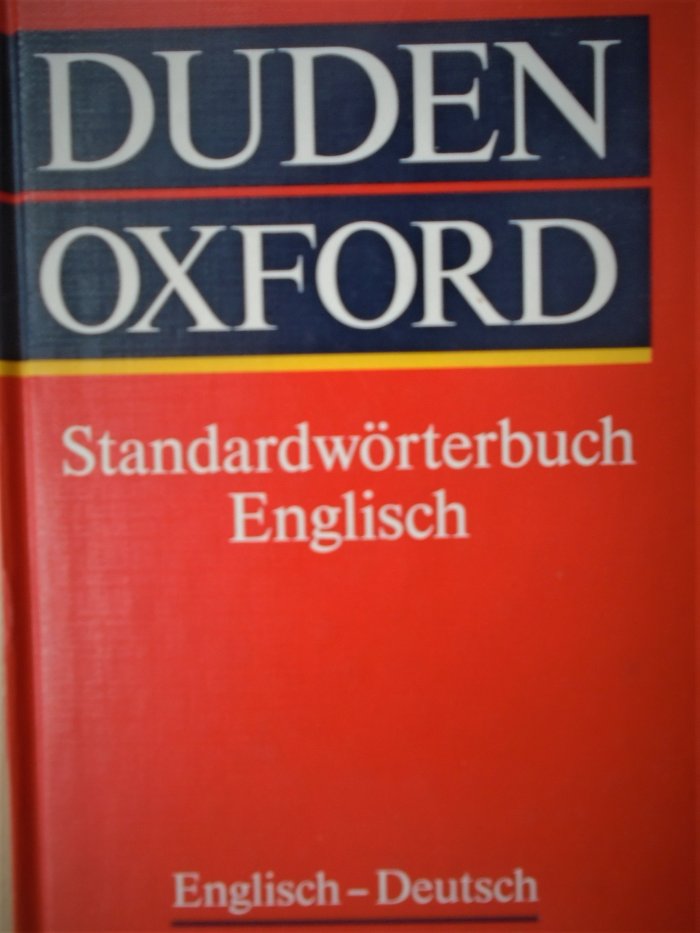 DUDEN
OXFORD
Standardwörterbuch
Englisch
Englisch – Deutsch